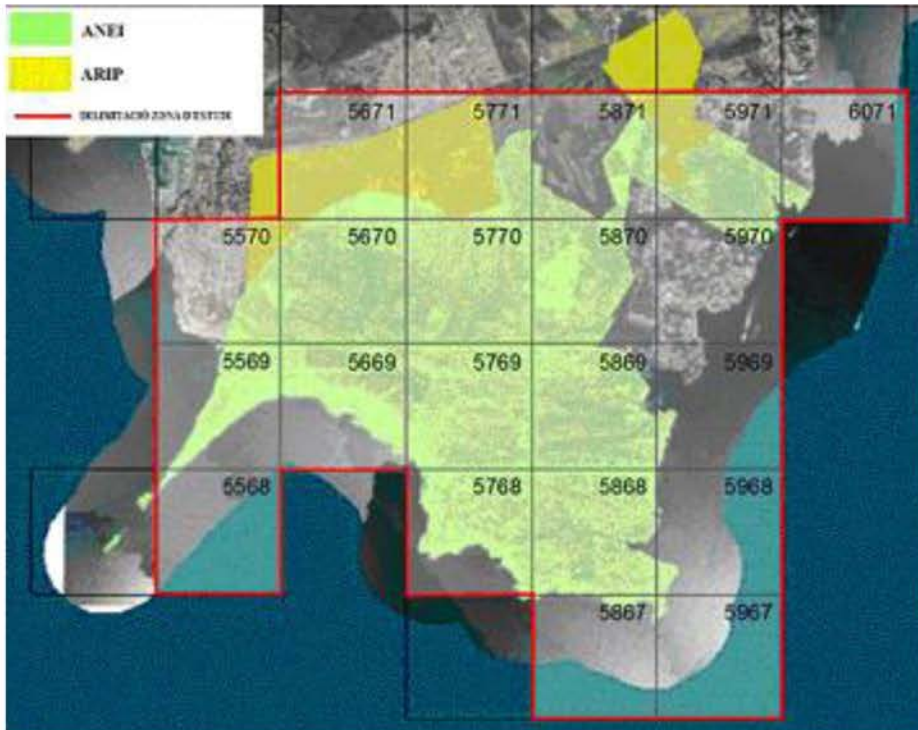 ANEI
ARIP
DELIMITACIÓ ZONA D'ESTUDI
5671 5771 5871 5971 6071
5570 5670 5770 5870 5970
5569 5669 5769 5869 5969
5568 5768 5868 5968
5867 5967